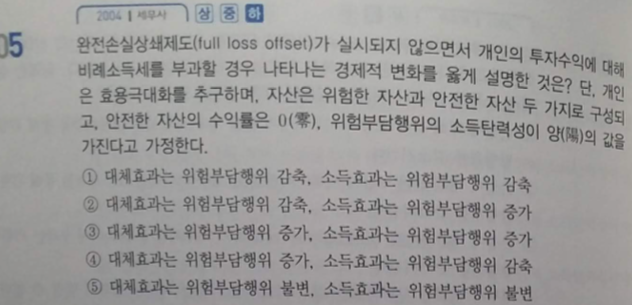 2004 | 세무사 상 중 하
05 완전손실상쇄제도(full loss offset)가 실시되지 않으면서 개인의 투자수익에 대해
비례소득세를 부과할 경우 나타나는 경제적 변화를 옳게 설명한 것은? 단, 개인
은 효용극대화를 추구하며, 자산은 위험한 자산과 안전한 자산 두 가지로 구성되
고, 안전한 자산의 수익률은 0(零), 위험부담행위의 소득탄력성이 양(陽)의 값을
가진다고 가정한다.
① 대체효과는 위험부담행위 감축, 소득효과는 위험부담행위 감축
② 대체효과는 위험부담행위 감축, 소득효과는 위험부담행위 증가
③ 대체효과는 위험부담행위 증가, 소득효과는 위험부담행위 증가
④ 대체효과는 위험부담행위 증가, 소득효과는 위험부담행위 감축
⑤ 대체효과는 위험부담행위 불변, 소득효과는 위험부담행위 불변